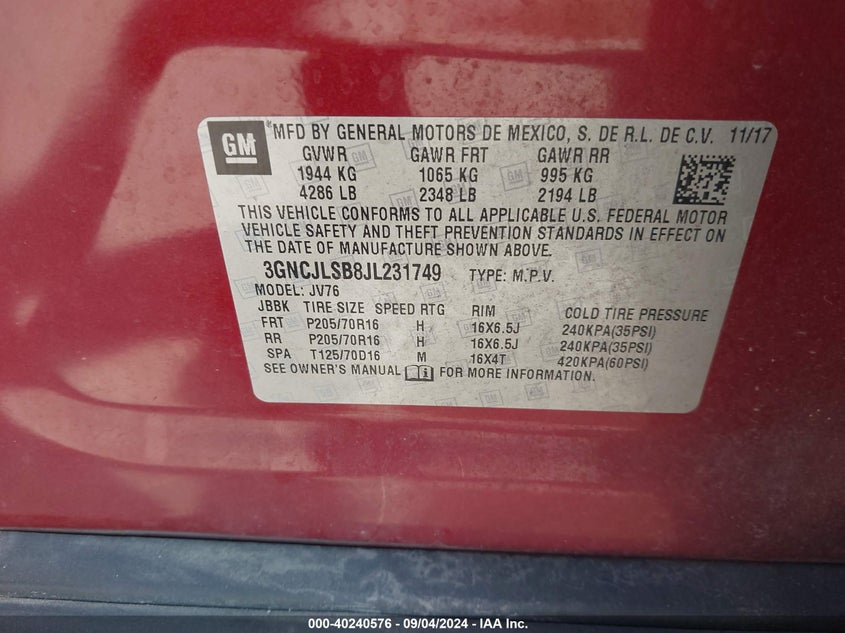 GM
*MFD BY GENERAL MOTORS DE MEXICO, S. DE R.L. DE C.V. 11/17
GVWR GAWR FRT GAWR RR
1944 KG 1065 KG 995 KG
4286 LB 2348 LB 2194 LB
THIS VEHICLE CONFORMS TO ALL APPLICABLE U.S. FEDERAL MOTOR
VEHICLE SAFETY AND THEFT PREVENTION STANDARDS IN EFFECT ON
THE DATE OF MANUFACTURE SHOWN ABOVE.
3GNCJLSB8JL231749 TYPE: M.P.V.
MODEL: JV76
JBBK TIRE SIZE SPEED RTG RIM COLD TIRE PRESSURE
FRT P205/70R16 H 16X6.5J 240KPA(35PSI)
RR P205/70R16 H 16X6.5J 240KPA(35PSI)
SPA T125/70D16 M 16X4T 420KPA(60PSI)
SEE OWNER'S MANUAL FOR MORE INFORMATION.
000-40240576 - 09/04/2024 - IAA Inc.